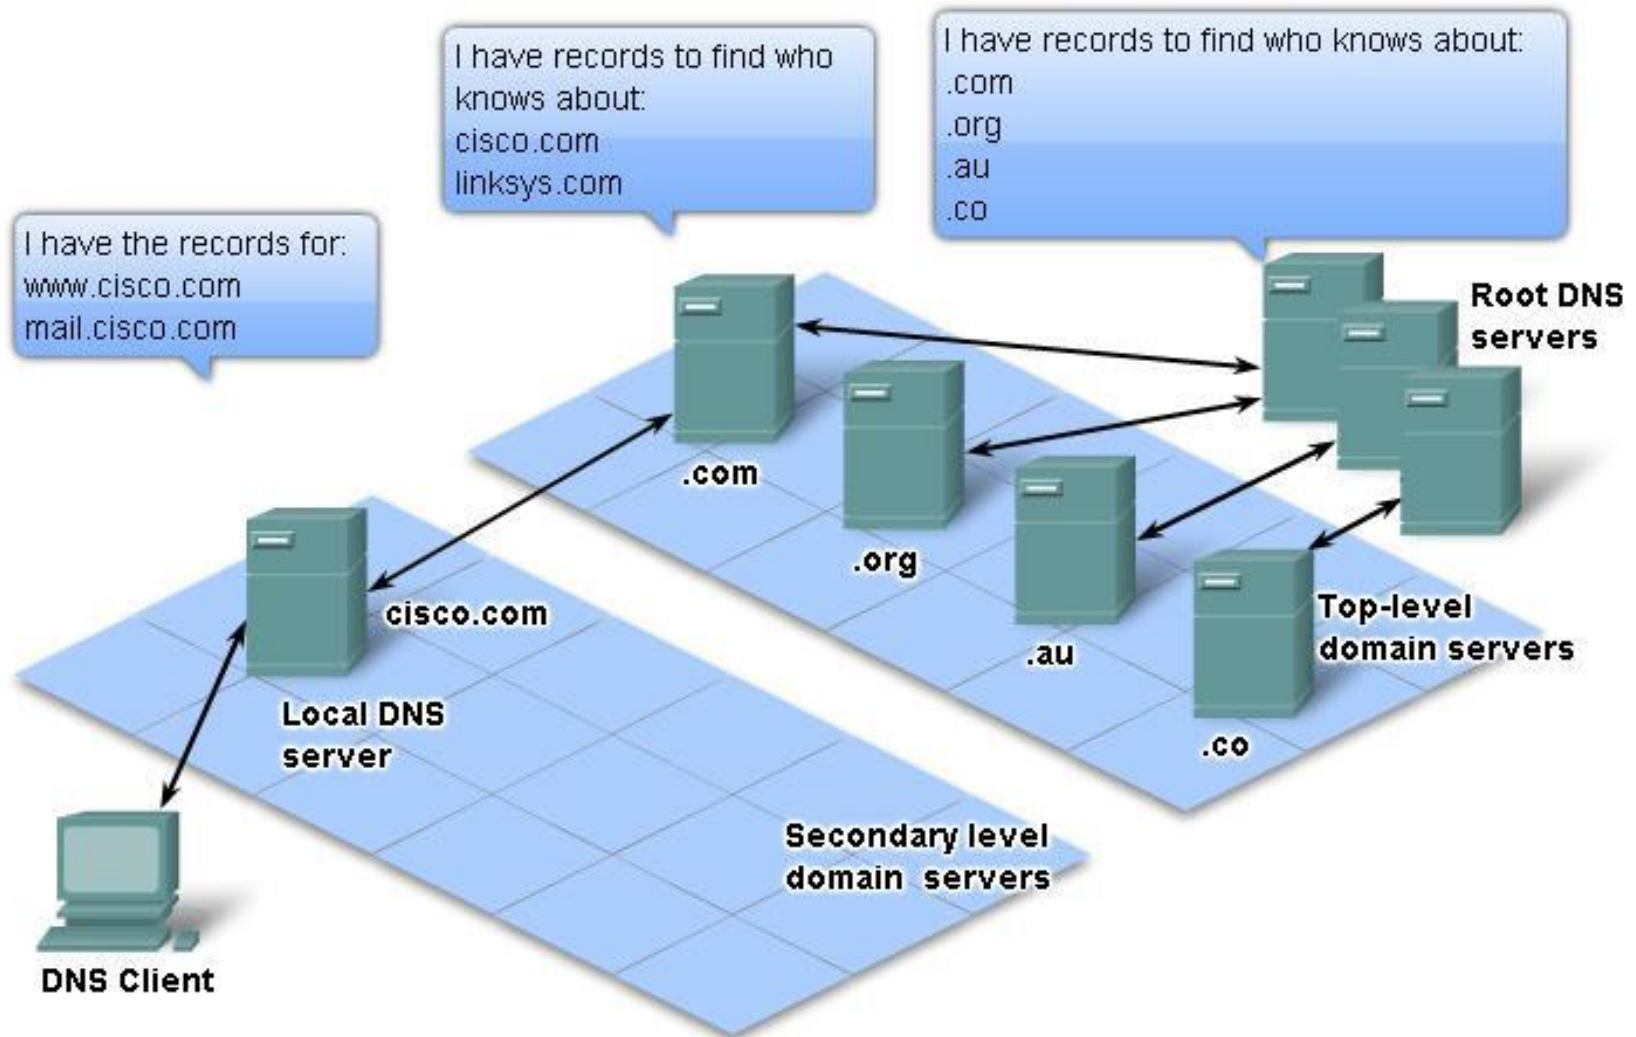 I have records to find who
knows about:
cisco.com
linksys.com
I have records to find who knows about:
.com
.org
.au
.co
I have the records for:
www.cisco.com
mail.cisco.com
Root DNS
servers
.com
.org
.au
.co
Top-level
domain servers
cisco.com
Local DNS
server
Secondary level
domain servers
DNS Client